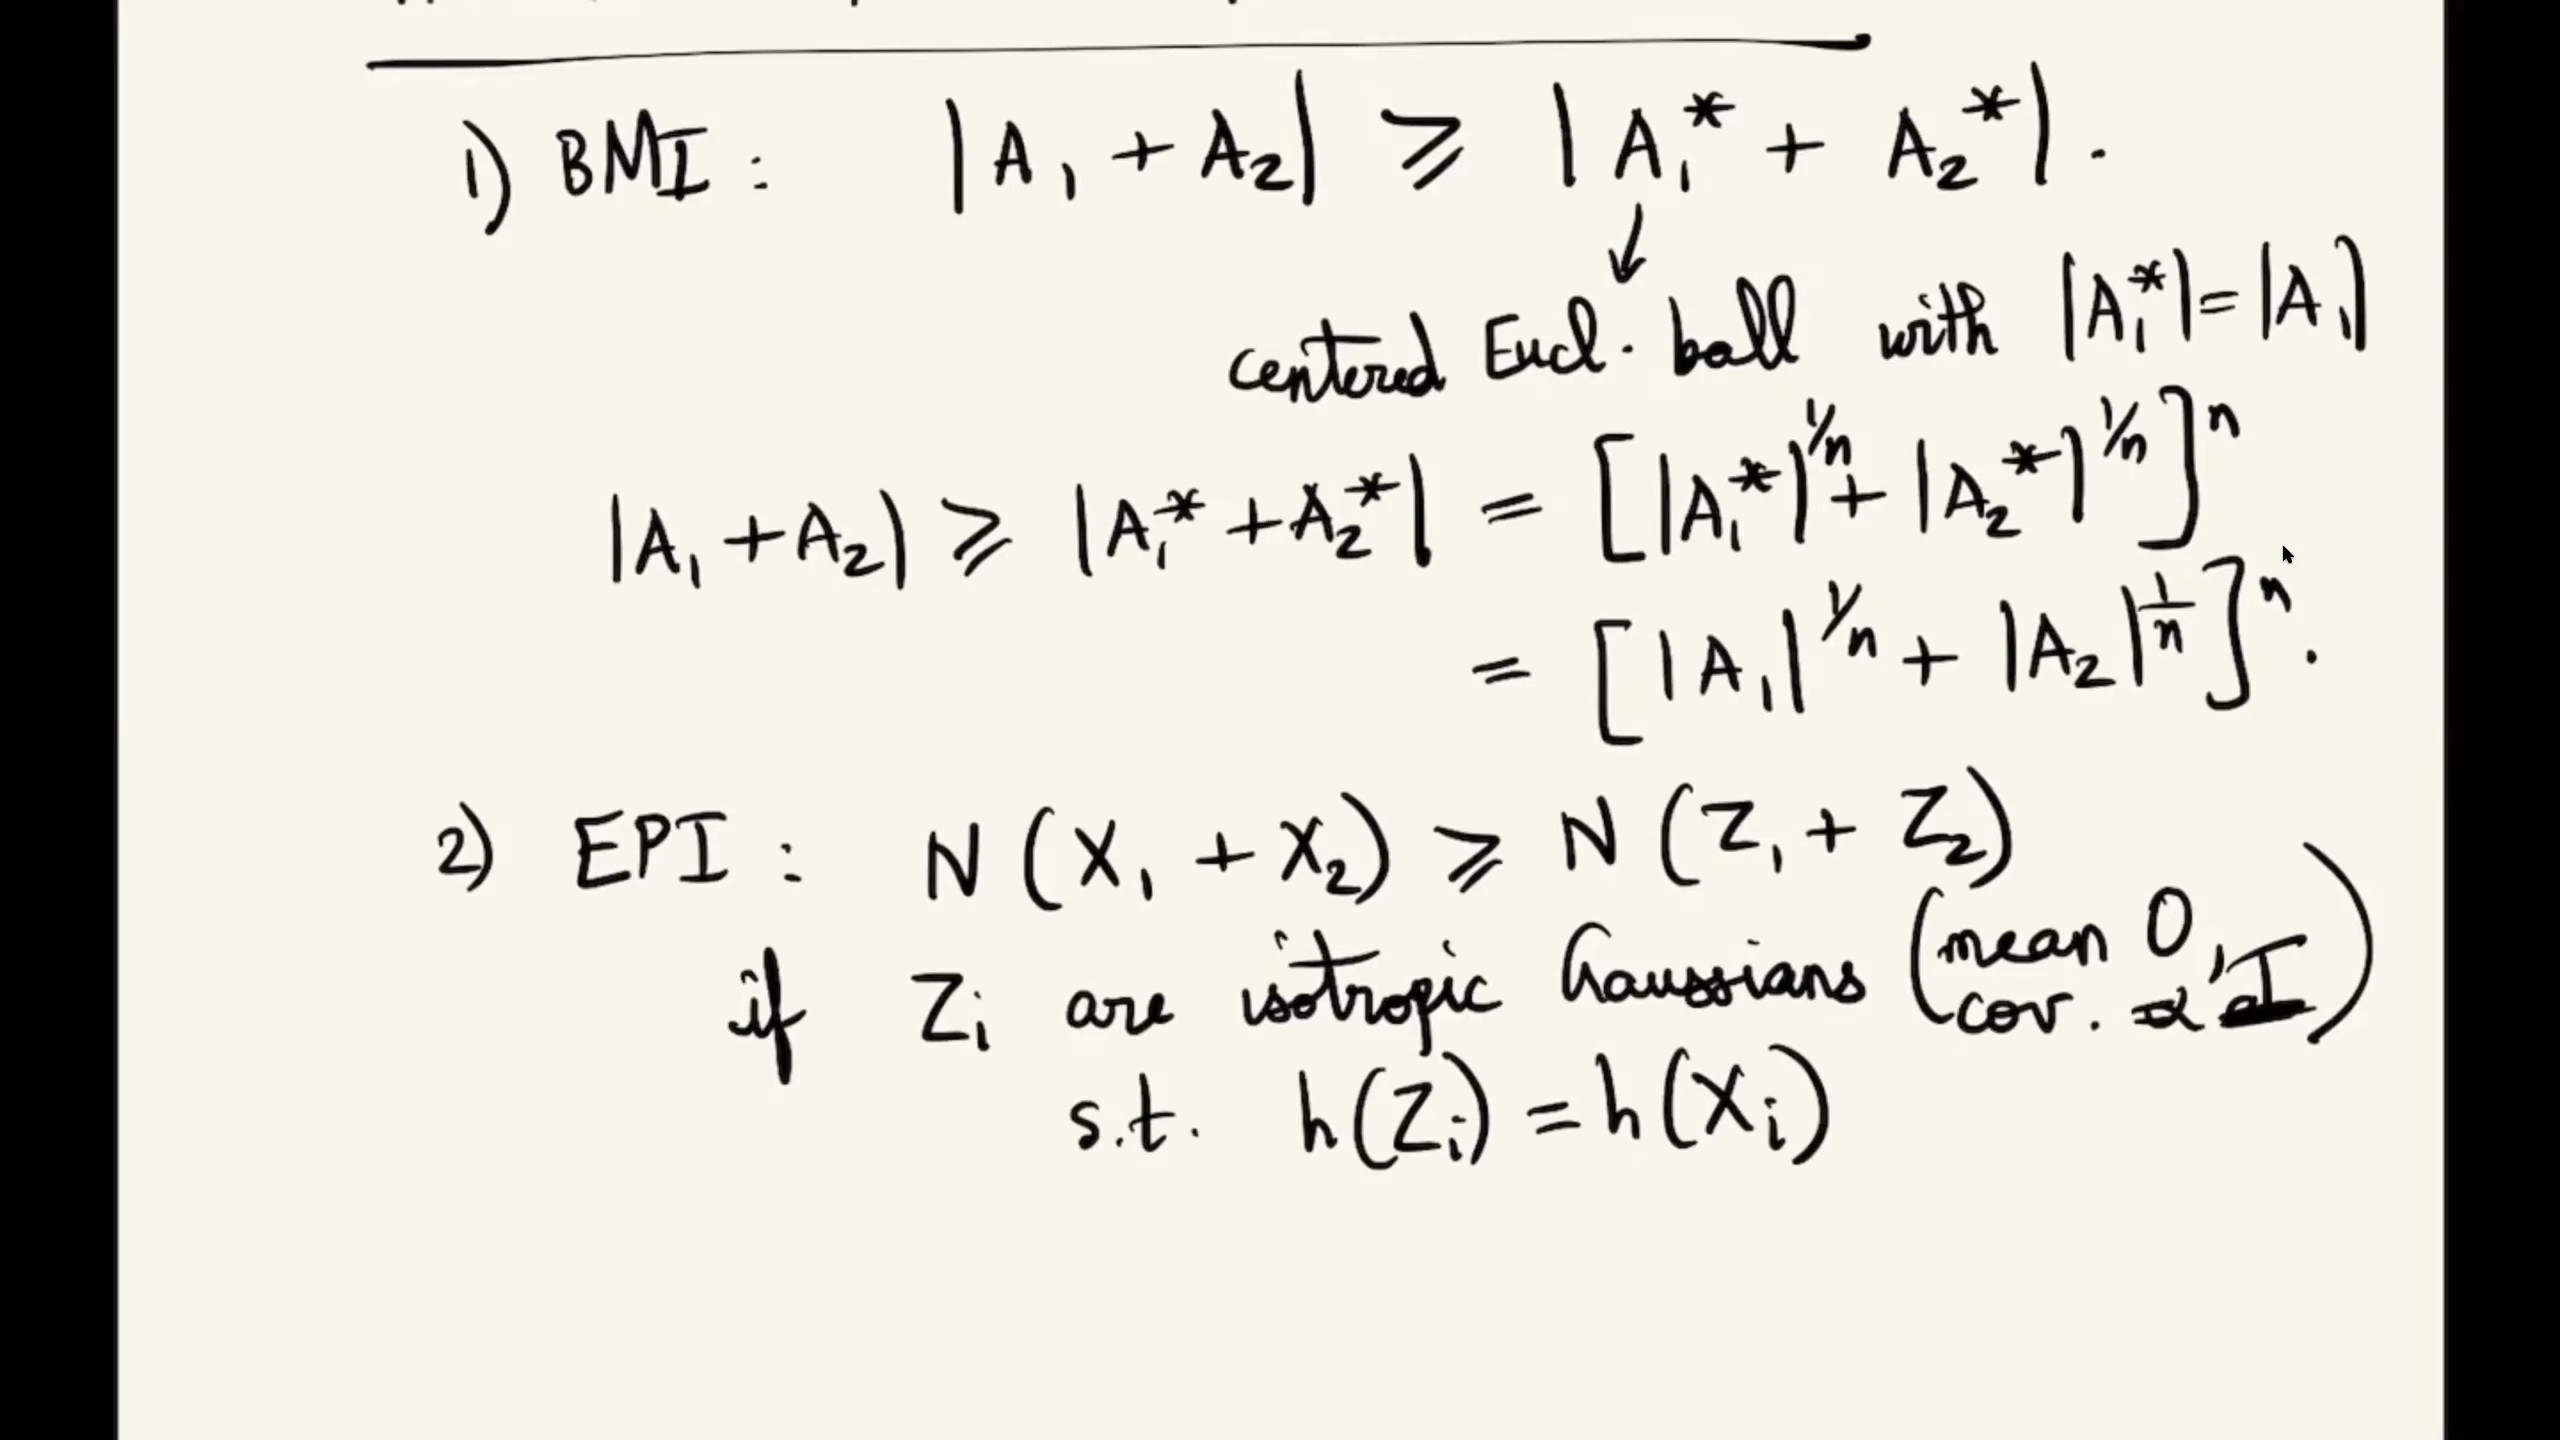 1) BMI : |A₁ + A₂| ⩾ |A₁* + A₂*| .
↓
centered Eucl. ball with |A₁*| = |A₁|
|A₁ + A₂| ⩾ |A₁* + A₂*| = [|A₁*|^{1/n} + |A₂*|^{1/n}]^n
= [|A₁|^{1/n} + |A₂|^{1/n}]^n .
2) EPI : N (X₁ + X₂) ⩾ N (Z₁ + Z₂)
if Zᵢ are isotropic Gaussians (mean 0, cov. ∝ I)
s.t. h(Zᵢ) = h(Xᵢ)